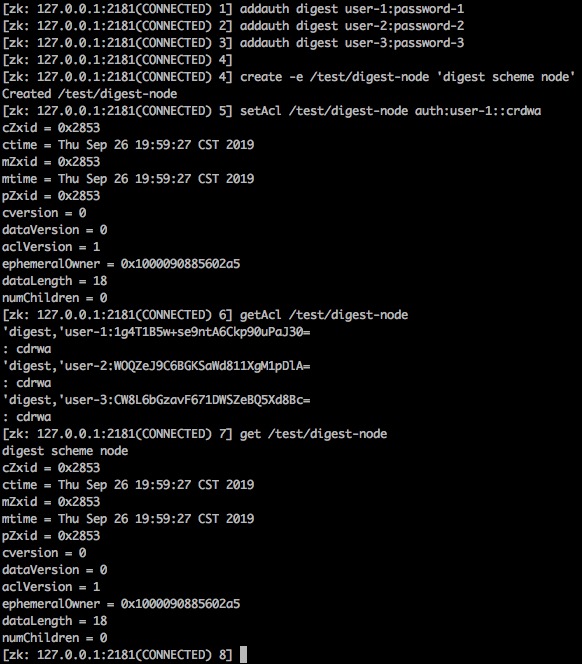 [zk: 127.0.0.1:2181(CONNECTED) 1] addauth digest user-1:password-1
[zk: 127.0.0.1:2181(CONNECTED) 2] addauth digest user-2:password-2
[zk: 127.0.0.1:2181(CONNECTED) 3] addauth digest user-3:password-3
[zk: 127.0.0.1:2181(CONNECTED) 4]
[zk: 127.0.0.1:2181(CONNECTED) 4] create -e /test/digest-node 'digest scheme node'
Created /test/digest-node
[zk: 127.0.0.1:2181(CONNECTED) 5] setAcl /test/digest-node auth:user-1::crdwa
cZxid = 0x2853
ctime = Thu Sep 26 19:59:27 CST 2019
mZxid = 0x2853
mtime = Thu Sep 26 19:59:27 CST 2019
pZxid = 0x2853
cversion = 0
dataVersion = 0
aclVersion = 1
ephemeralOwner = 0x1000090885602a5
dataLength = 18
numChildren = 0
[zk: 127.0.0.1:2181(CONNECTED) 6] getAcl /test/digest-node
'digest,'user-1:1g4T1B5w+se9ntA6Ckp90uPaJ30=
: cdrwa
'digest,'user-2:WOQZeJ9C6BGKSaWd811XgM1pDlA=
: cdrwa
'digest,'user-3:CW8L6bGzavF671DWSZeBQ5Xd8Bc=
: cdrwa
[zk: 127.0.0.1:2181(CONNECTED) 7] get /test/digest-node
digest scheme node
cZxid = 0x2853
ctime = Thu Sep 26 19:59:27 CST 2019
mZxid = 0x2853
mtime = Thu Sep 26 19:59:27 CST 2019
pZxid = 0x2853
cversion = 0
dataVersion = 0
aclVersion = 1
ephemeralOwner = 0x1000090885602a5
dataLength = 18
numChildren = 0
[zk: 127.0.0.1:2181(CONNECTED) 8]